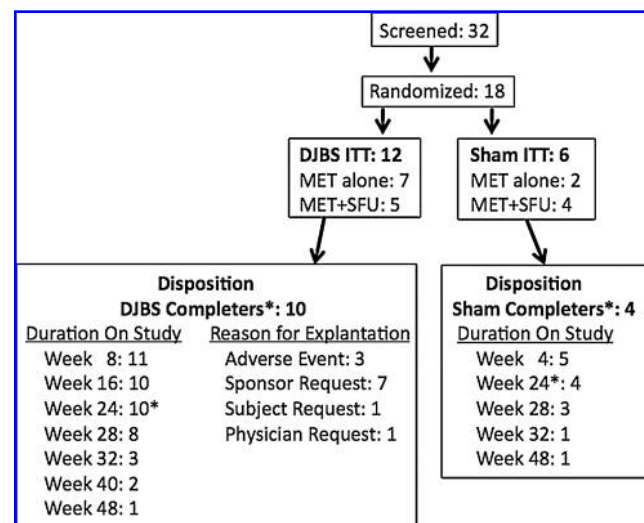 Screened: 32
Randomized: 18
DJBS ITT: 12
MET alone: 7
MET+SFU: 5
Sham ITT: 6
MET alone: 2
MET+SFU: 4
Disposition
DJBS Completers*: 10
Duration On Study
Week 8: 11
Week 16: 10
Week 24: 10*
Week 28: 8
Week 32: 3
Week 40: 2
Week 48: 1
Reason for Explantation
Adverse Event: 3
Sponsor Request: 7
Subject Request: 1
Physician Request: 1
Disposition
Sham Completers*: 4
Duration On Study
Week 4: 5
Week 24*: 4
Week 28: 3
Week 32: 1
Week 48: 1